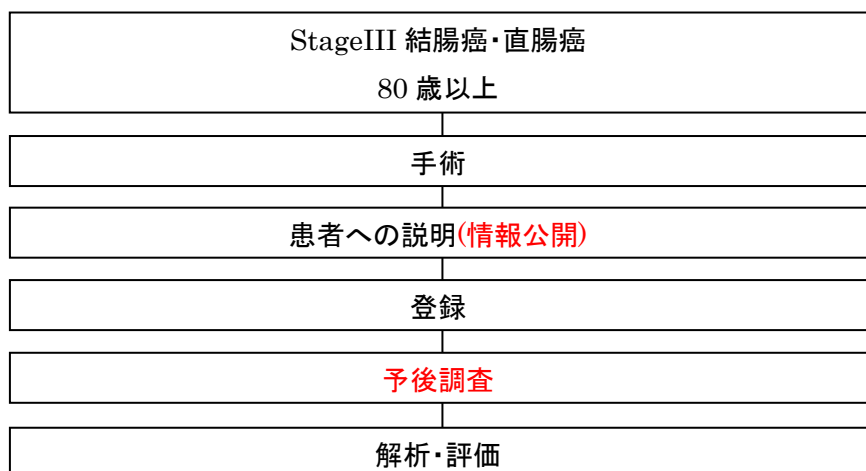 StageIII 結腸癌・直腸癌
80 歳以上
手術
患者への説明(情報公開)
登録
予後調査
解析・評価